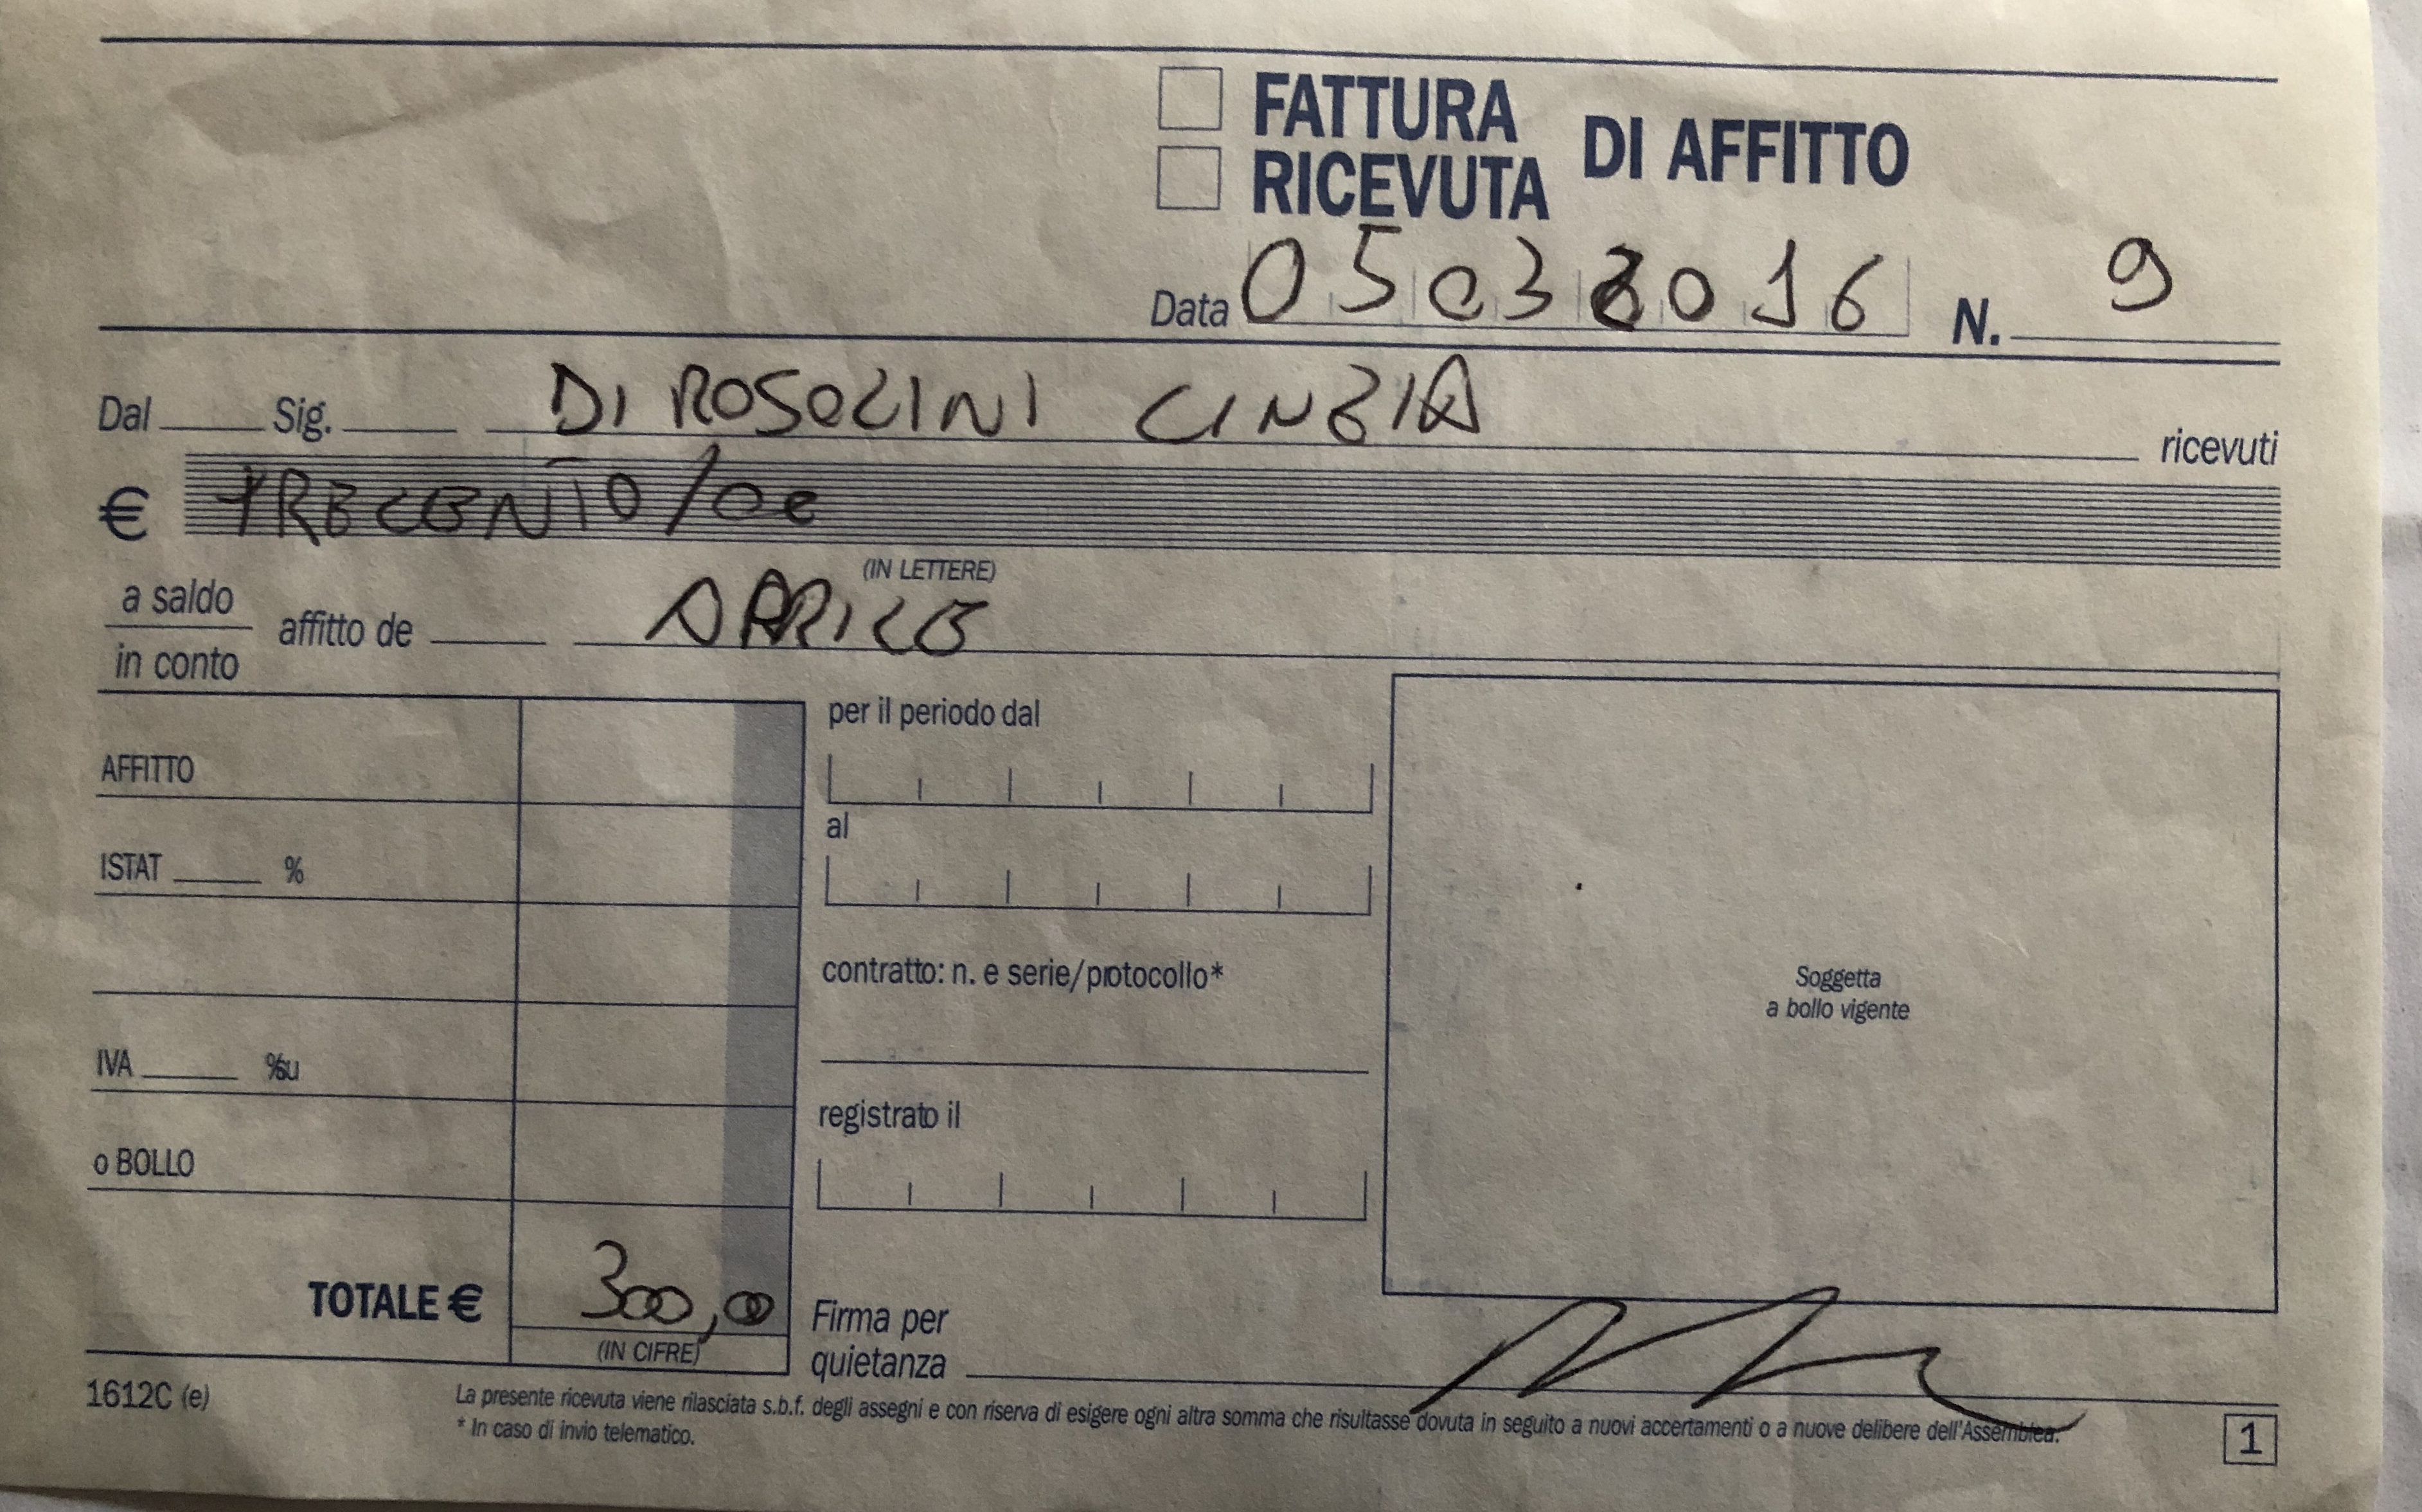 FATTURA
RICEVUTA
DI AFFITTO
Data 05032016 N. 9
Dal Sig. DI ROSOLINI CINZIA ricevuti
€ TRECENTO/00
(IN LETTERE)
a saldo
in conto
affitto de APRILE
AFFITTO
ISTAT %
IVA %su
o BOLLO
TOTALE € 300,00
(IN CIFRE)
per il periodo dal
al
contratto: n. e serie/protocollo*
registrato il
Soggetta
a bollo vigente
Firma per
quietanza
1612C (e)
La presente ricevuta viene rilasciata s.b.f. degli assegni e con riserva di esigere ogni altra somma che risultasse dovuta in seguito a nuovi accertamenti o a nuove delibere dell'Assemblea.
* In caso di invio telematico.
1